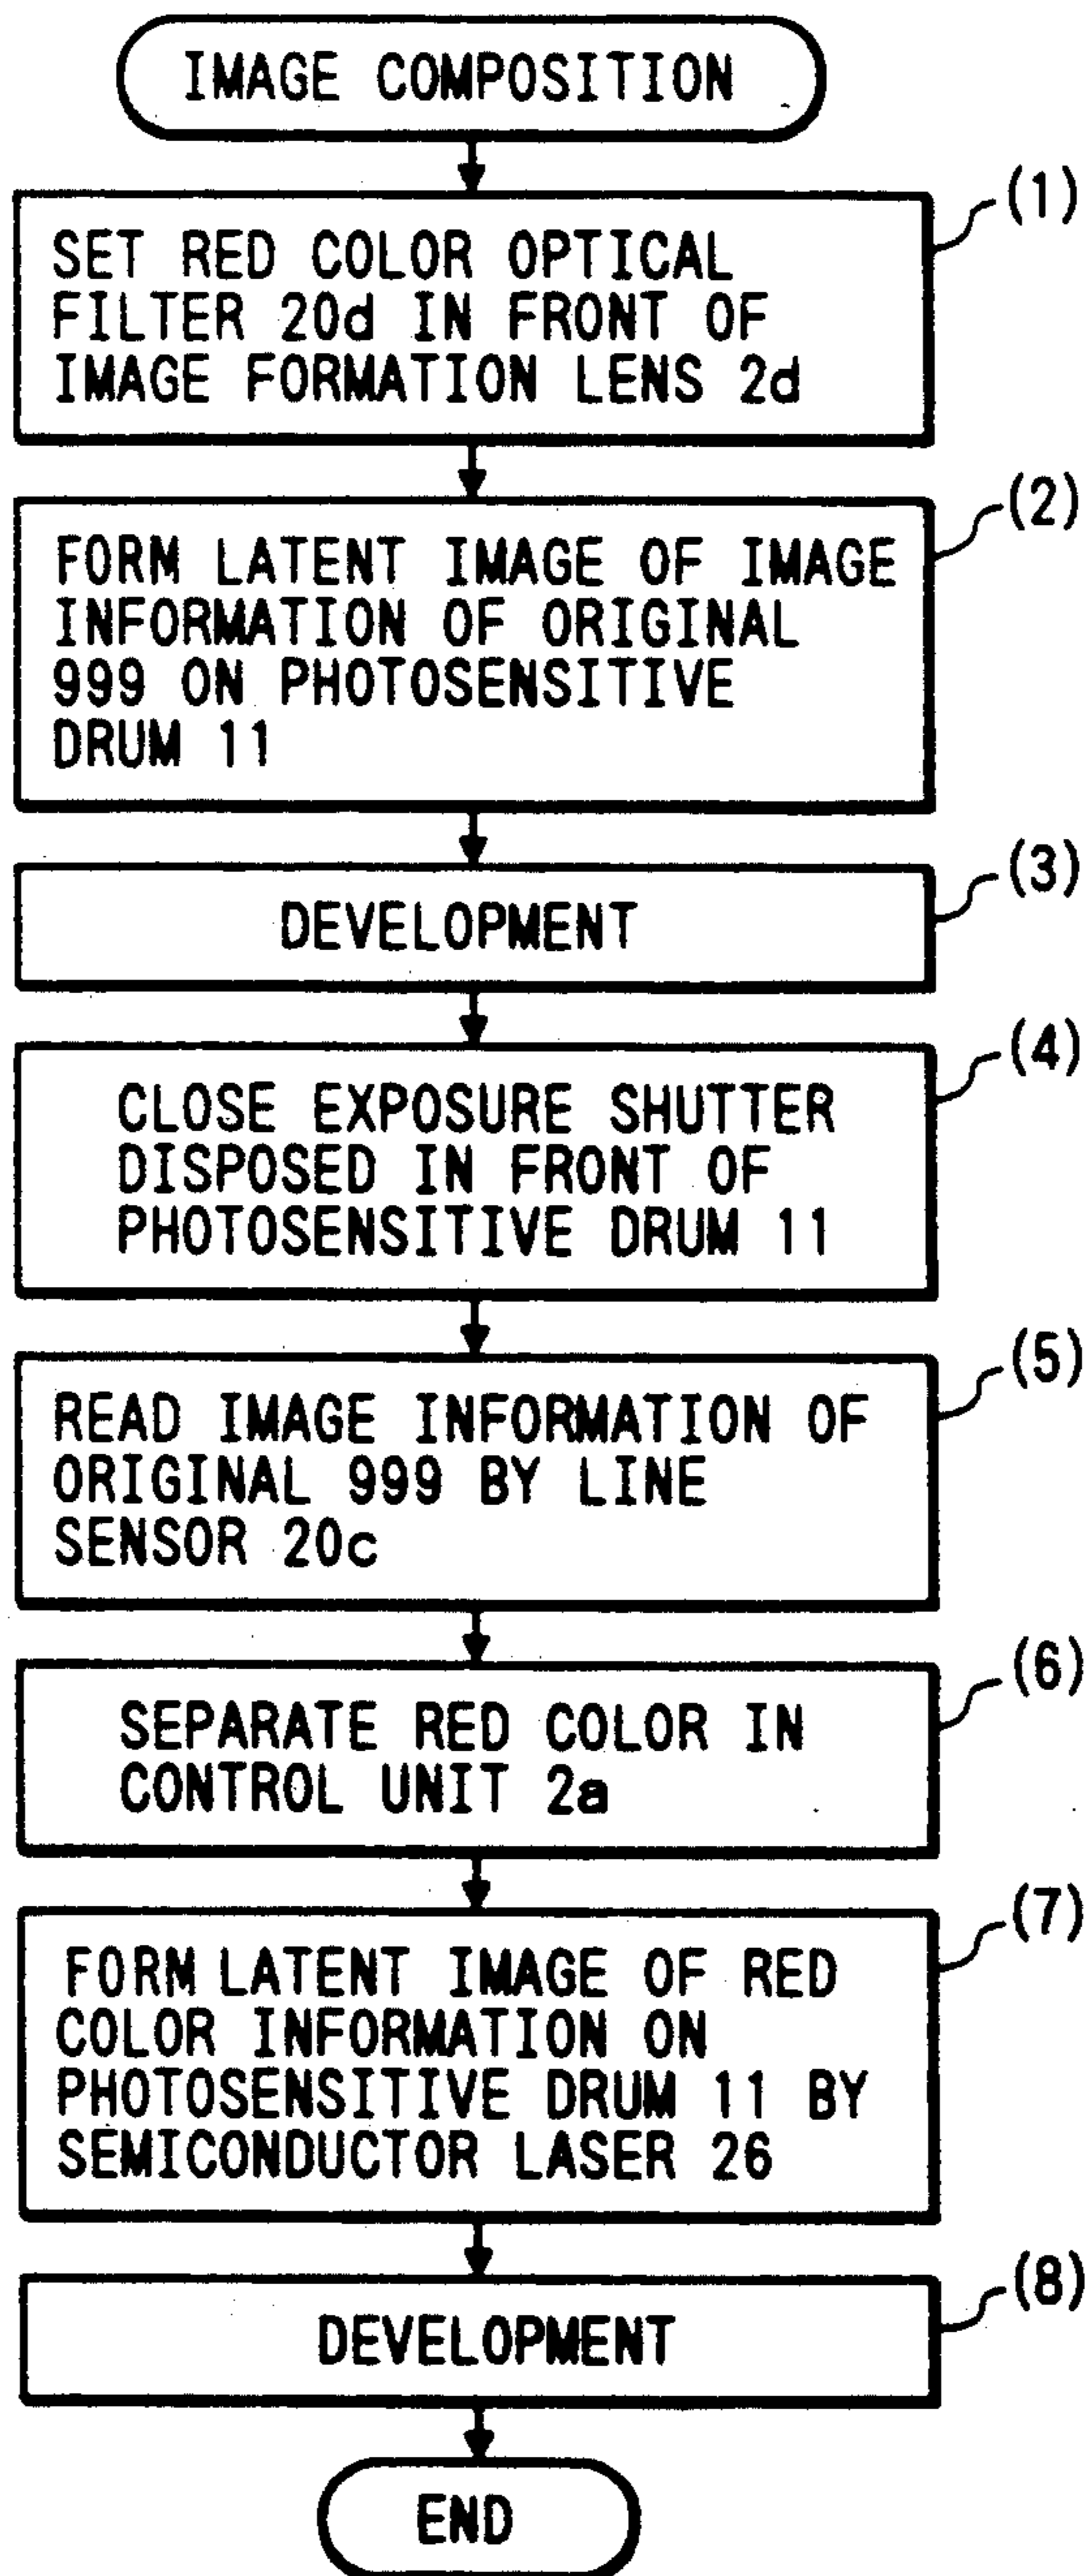 IMAGE COMPOSITION
(1)
SET RED COLOR OPTICAL
FILTER 20d IN FRONT OF
IMAGE FORMATION LENS 2d
(2)
FORM LATENT IMAGE OF IMAGE
INFORMATION OF ORIGINAL
999 ON PHOTOSENSITIVE
DRUM 11
(3)
DEVELOPMENT
(4)
CLOSE EXPOSURE SHUTTER
DISPOSED IN FRONT OF
PHOTOSENSITIVE DRUM 11
(5)
READ IMAGE INFORMATION OF
ORIGINAL 999 BY LINE
SENSOR 20c
(6)
SEPARATE RED COLOR IN
CONTROL UNIT 2a
(7)
FORM LATENT IMAGE OF RED
COLOR INFORMATION ON
PHOTOSENSITIVE DRUM 11 BY
SEMICONDUCTOR LASER 26
(8)
DEVELOPMENT
END